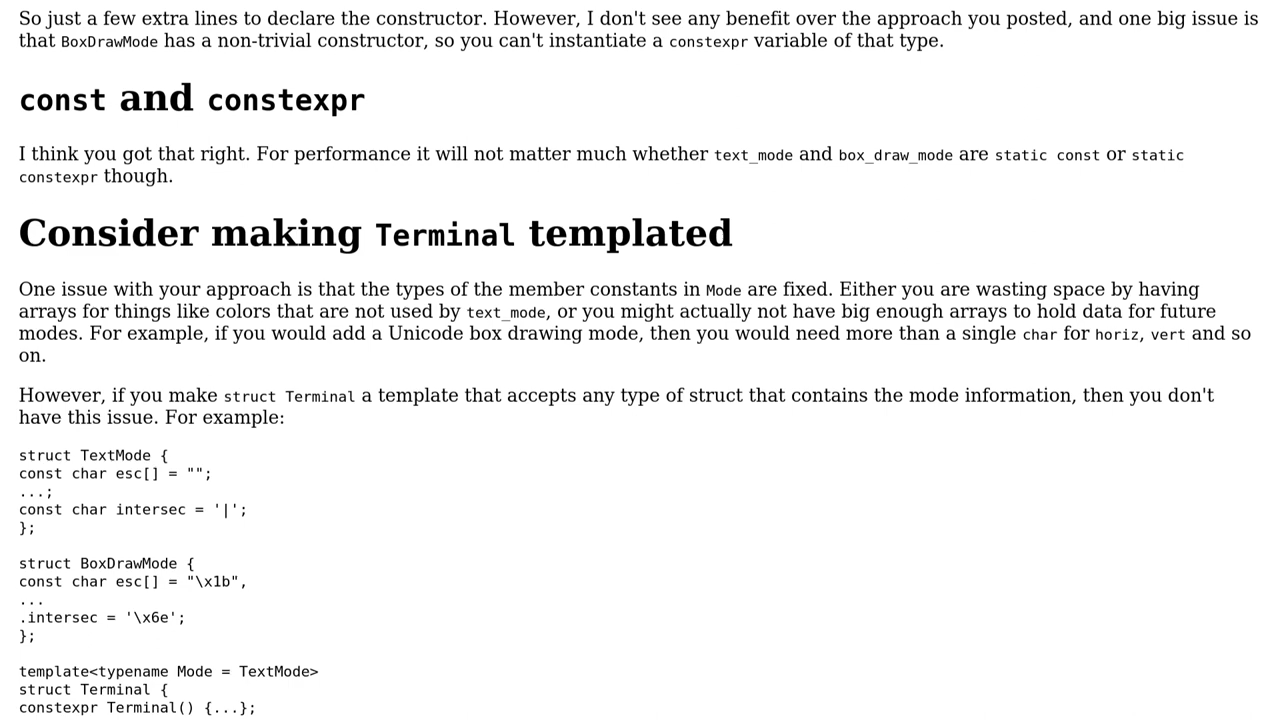 So just a few extra lines to declare the constructor. However, I don't see any benefit over the approach you posted, and one big issue is
that BoxDrawMode has a non-trivial constructor, so you can't instantiate a constexpr variable of that type.
const and constexpr
I think you got that right. For performance it will not matter much whether text_mode and box_draw_mode are static const or static
constexpr though.
Consider making Terminal templated
One issue with your approach is that the types of the member constants in Mode are fixed. Either you are wasting space by having
arrays for things like colors that are not used by text_mode, or you might actually not have big enough arrays to hold data for future
modes. For example, if you would add a Unicode box drawing mode, then you would need more than a single char for horiz, vert and so
on.
However, if you make struct Terminal a template that accepts any type of struct that contains the mode information, then you don't
have this issue. For example:
struct TextMode {
const char esc[] = "";
...;
const char intersec = '|';
};
struct BoxDrawMode {
const char esc[] = "\x1b",
...
.intersec = '\x6e';
};
template<typename Mode = TextMode>
struct Terminal {
constexpr Terminal() {...};